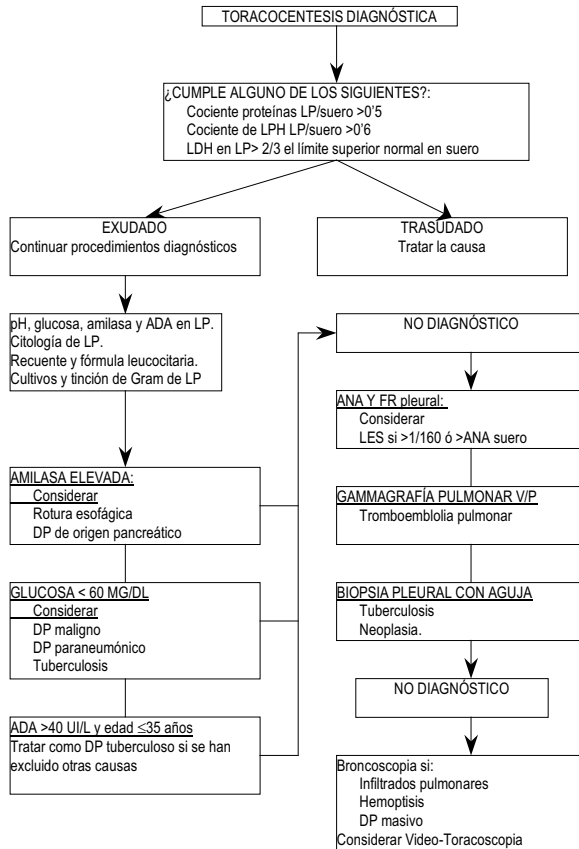 TORACOCENTESIS DIAGNÓSTICA
¿CUMPLE ALGUNO DE LOS SIGUIENTES?:
Cociente proteínas LP/suero >0'5
Cociente de LPH LP/suero >0'6
LDH en LP> 2/3 el límite superior normal en suero
EXUDADO
Continuar procedimientos diagnósticos
TRASUDADO
Tratar la causa
pH, glucosa, amilasa y ADA en LP.
Citología de LP.
Recuente y fórmula leucocitaria.
Cultivos y tinción de Gram de LP
AMILASA ELEVADA:
Considerar
Rotura esofágica
DP de origen pancreático
GLUCOSA < 60 MG/DL
Considerar
DP maligno
DP paraneumónico
Tuberculosis
ADA >40 UI/L y edad ≤35 años
Tratar como DP tuberculoso si se han
excluido otras causas
NO DIAGNÓSTICO
ANA Y FR pleural:
Considerar
LES si >1/160 ó >ANA suero
GAMMAGRAFÍA PULMONAR V/P
Tromboemblolia pulmonar
BIOPSIA PLEURAL CON AGUJA
Tuberculosis
Neoplasia.
NO DIAGNÓSTICO
Broncoscopia si:
Infiltrados pulmonares
Hemoptisis
DP masivo
Considerar Video-Toracoscopia